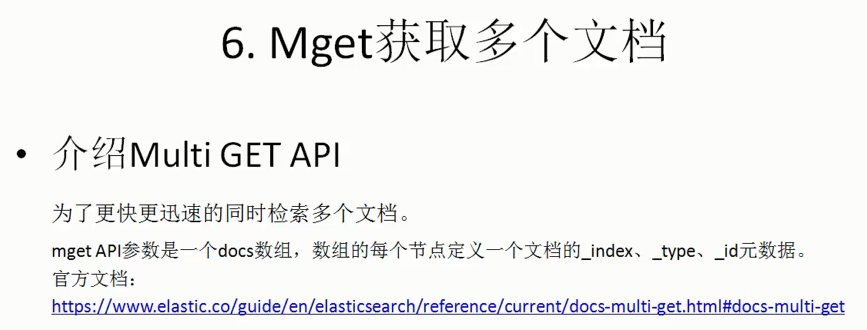 6. Mget获取多个文档
• 介绍Multi GET API
为了更快更迅速的同时检索多个文档。
mget API参数是一个docs数组，数组的每个节点定义一个文档的_index、_type、_id元数据。
官方文档：
https://www.elastic.co/guide/en/elasticsearch/reference/current/docs-multi-get.html#docs-multi-get